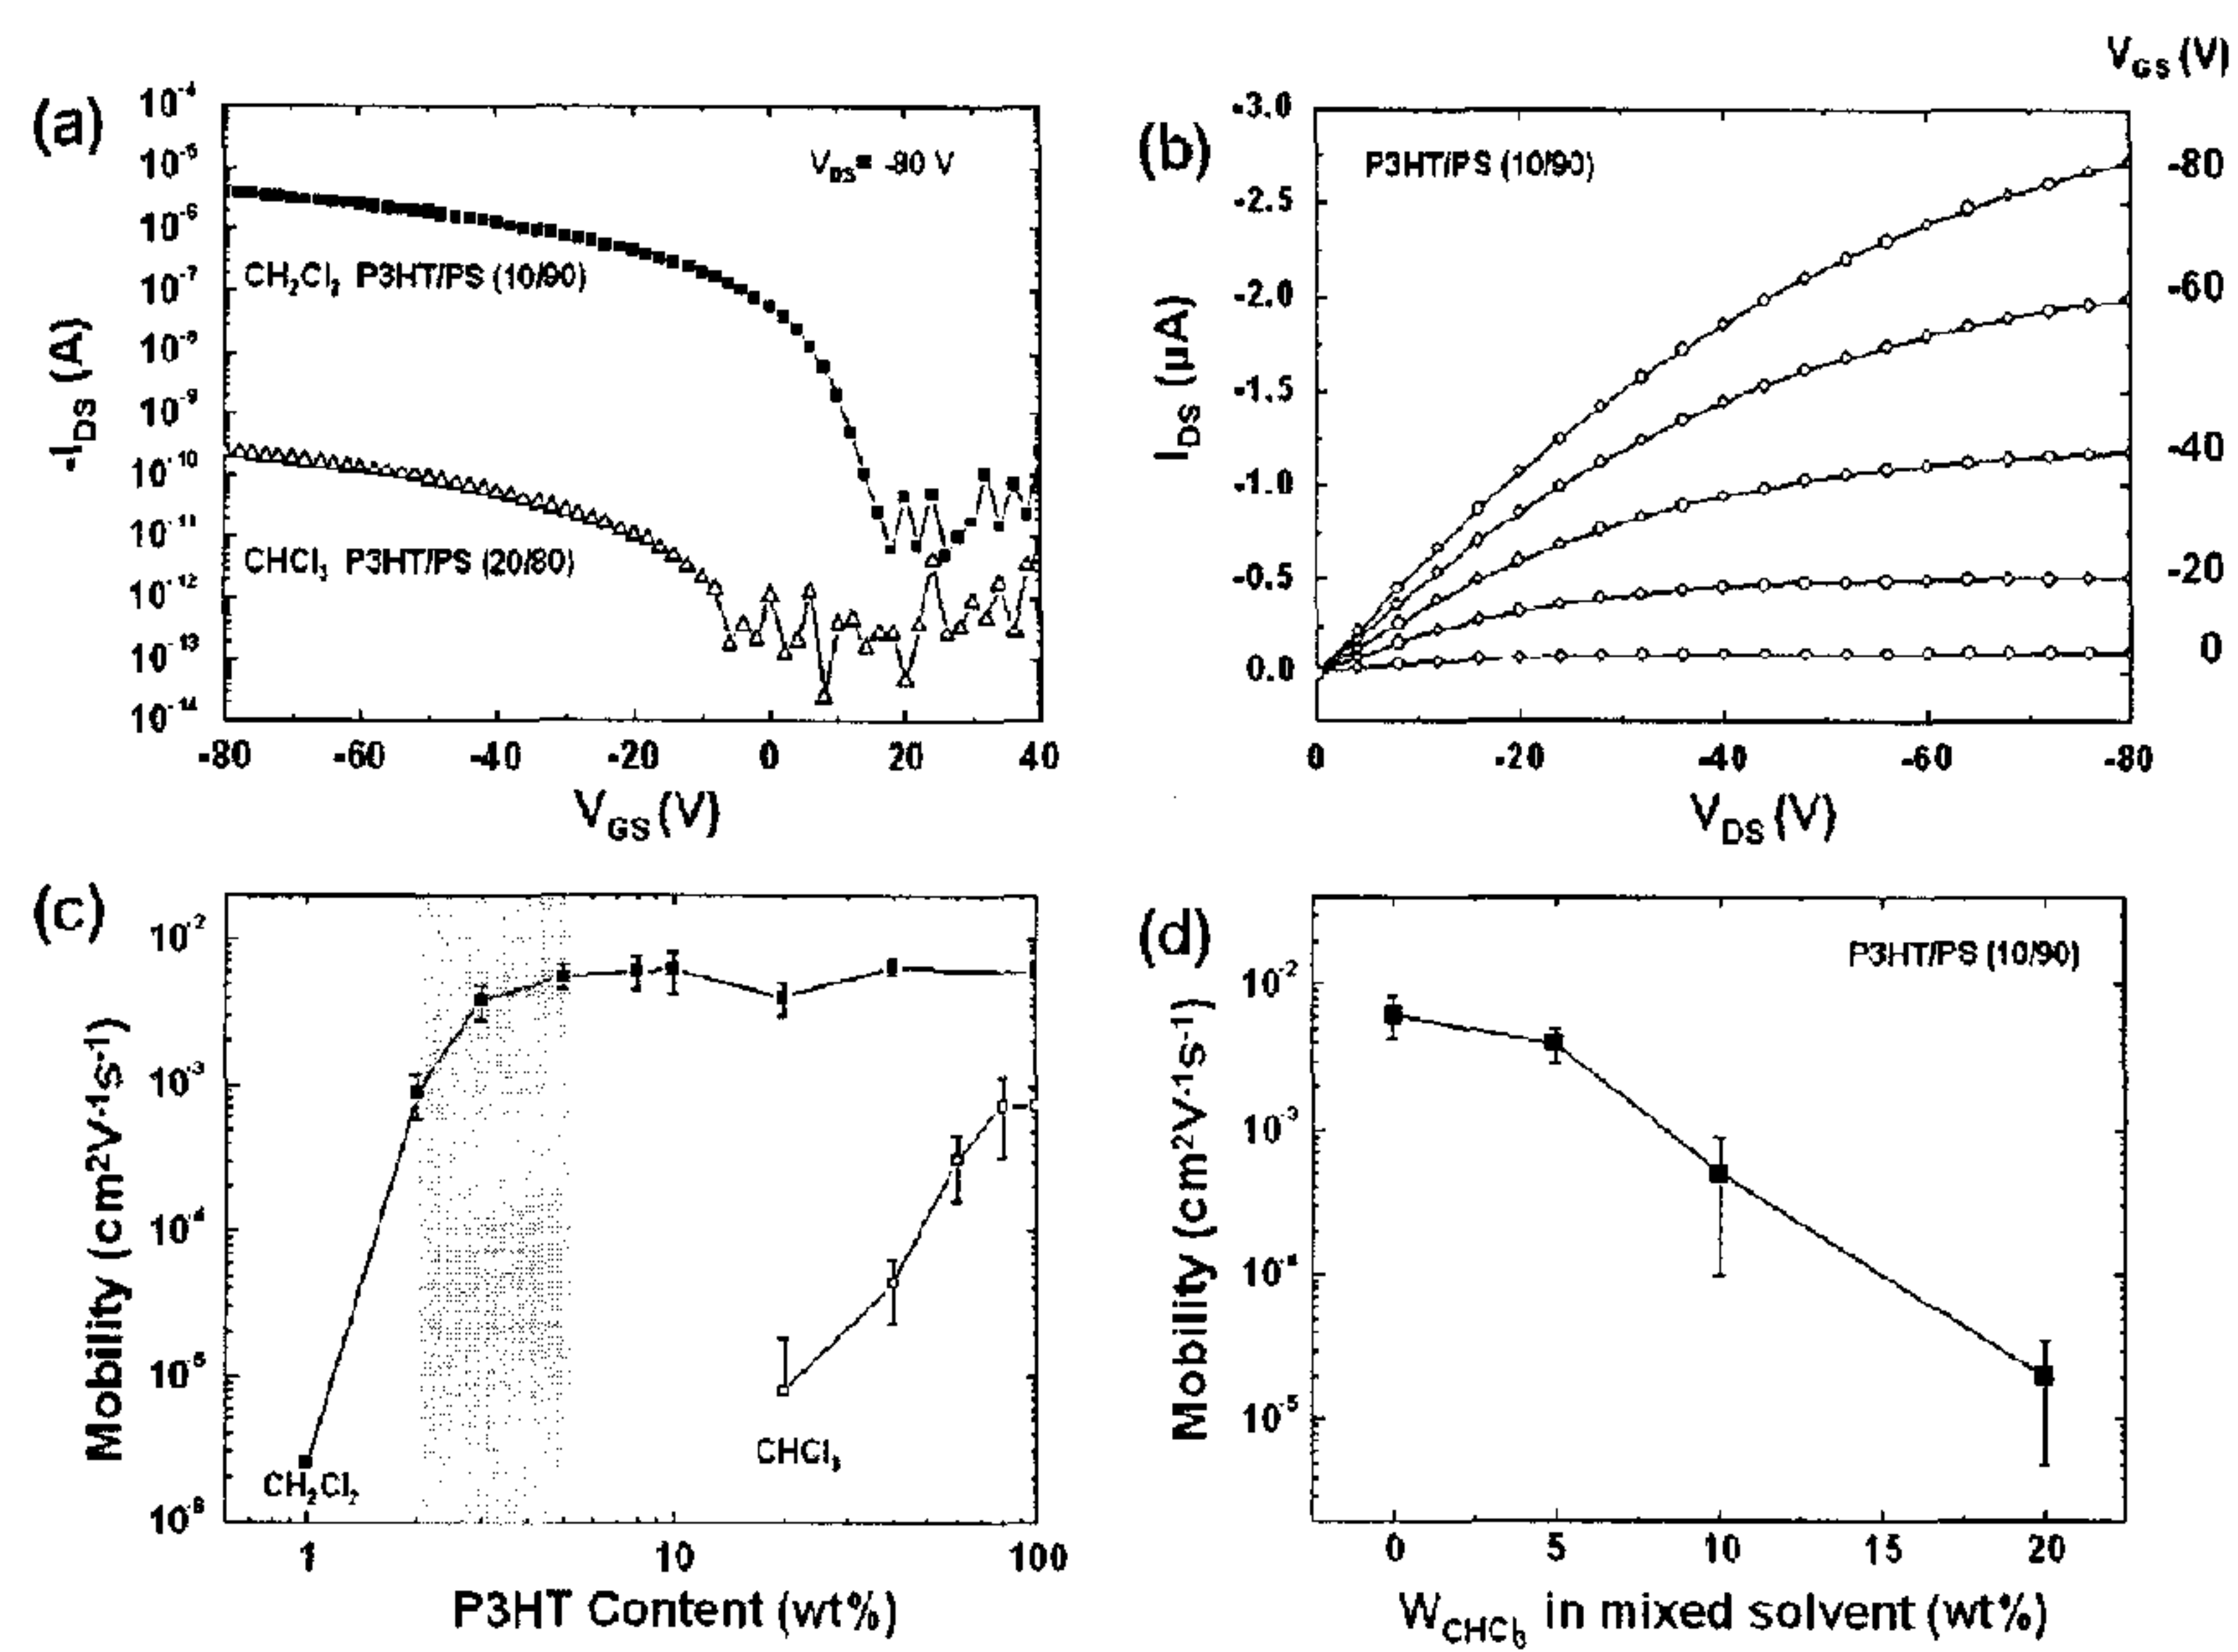 (a)
10⁻⁴
10⁻⁵
10⁻⁶
10⁻⁷
10⁻⁸
10⁻⁹
10⁻¹⁰
10⁻¹¹
10⁻¹²
10⁻¹³
10⁻¹⁴
-I_DS (A)
V_DS = -80 V
CH₂Cl₂ P3HT/PS (10/90)
CHCl₃ P3HT/PS (20/80)
-80 -60 -40 -20 0 20 40
V_GS (V)
(b)
V_GS (V)
-3.0
-2.5
-2.0
-1.5
-1.0
-0.5
0.0
I_DS (µA)
P3HT/PS (10/90)
-80
-60
-40
-20
0
0 -20 -40 -60 -80
V_DS (V)
(c)
10⁻²
10⁻³
10⁻⁴
10⁻⁵
10⁻⁶
Mobility (cm²V⁻¹s⁻¹)
CH₂Cl₂
CHCl₃
1 10 100
P3HT Content (wt%)
(d)
P3HT/PS (10/90)
10⁻²
10⁻³
10⁻⁴
10⁻⁵
Mobility (cm²V⁻¹s⁻¹)
0 5 10 15 20
W_CHCl₃ in mixed solvent (wt%)